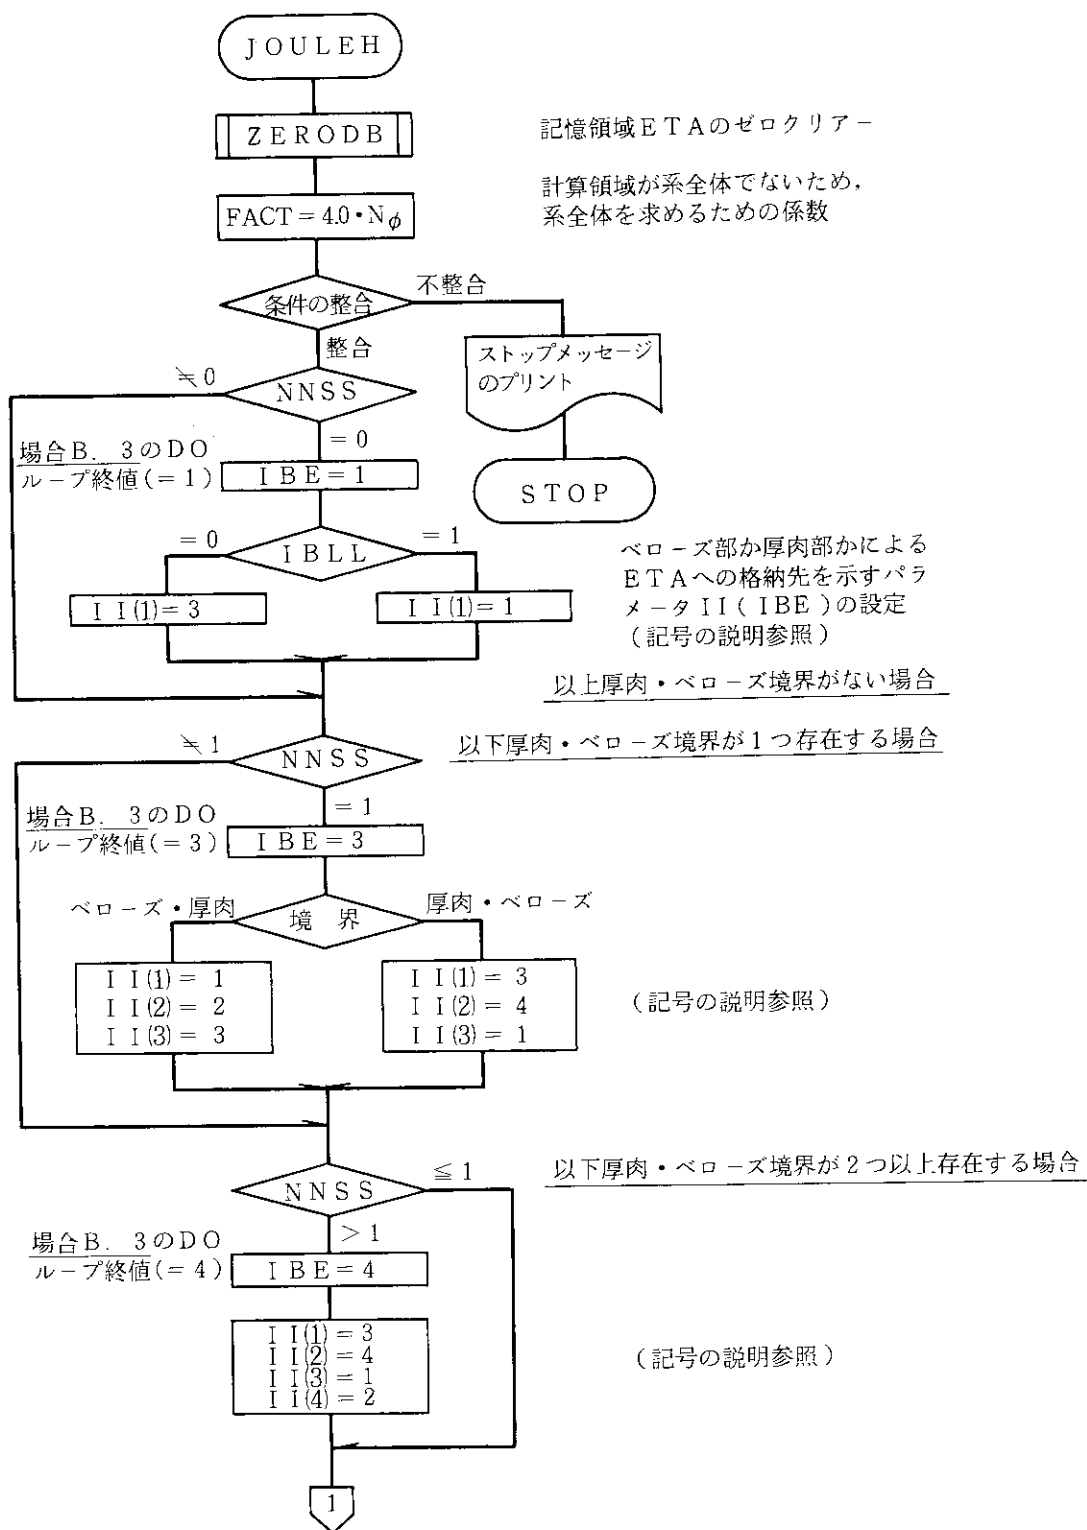 JOULEH
ZERODB
記憶領域ETAのゼロクリアー
FACT = 4.0・Nφ
計算領域が系全体でないため,
系全体を求めるための係数
条件の整合
不整合
整合
ストップメッセージ
のプリント
STOP
≠0
NNSS
=0
場合B. 3のDO
ループ終値(=1)
IBE=1
=0
IBLL
=1
II(1)=3
II(1)=1
ベローズ部か厚肉部かによる
ETAへの格納先を示すパラ
メータII(IBE)の設定
(記号の説明参照)
以上厚肉・ベローズ境界がない場合
≠1
NNSS
以下厚肉・ベローズ境界が1つ存在する場合
=1
場合B. 3のDO
ループ終値(=3)
IBE=3
ベローズ・厚肉
境界
厚肉・ベローズ
II(1)= 1
II(2)= 2
II(3)= 3
II(1)= 3
II(2)= 4
II(3)= 1
(記号の説明参照)
NNSS
≦1
以下厚肉・ベローズ境界が2つ以上存在する場合
>1
場合B. 3のDO
ループ終値(=4)
IBE=4
II(1)=3
II(2)=4
II(3)=1
II(4)=2
(記号の説明参照)
1